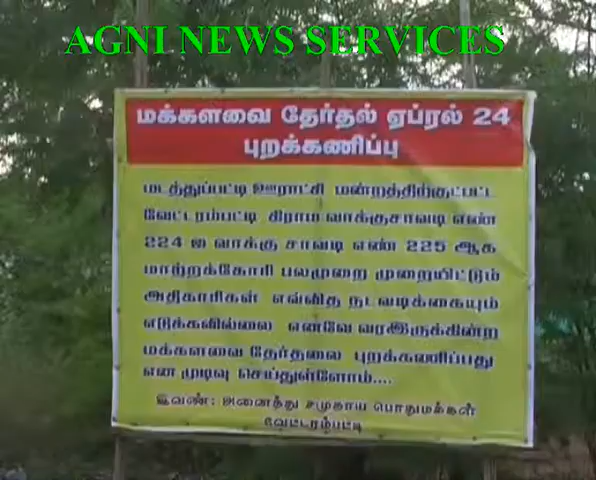 AGNI NEWS SERVICES
மக்களவை தேர்தல் ஏப்ரல் 24
புறக்கணிப்பு
மடத்துப்பட்டி ஊராட்சி மன்றத்திற்குட்பட்ட
வேட்டரம்பட்டி கிராம வாக்குசாவடி எண்
224 ஐ வாக்கு சாவடி எண் 225 ஆக
மாற்றக்கோரி பலமுறை முறையிட்டும்
அதிகாரிகள் எவ்வித நடவடிக்கையும்
எடுக்கவில்லை எனவே வரஇருக்கின்ற
மக்களவை தேர்தலை புறக்கணிப்பது
என முடிவு செய்துள்ளோம்....
இவண்: அனைத்து சமுகாய பொதுமக்கள்
வேட்டரம்பட்டி